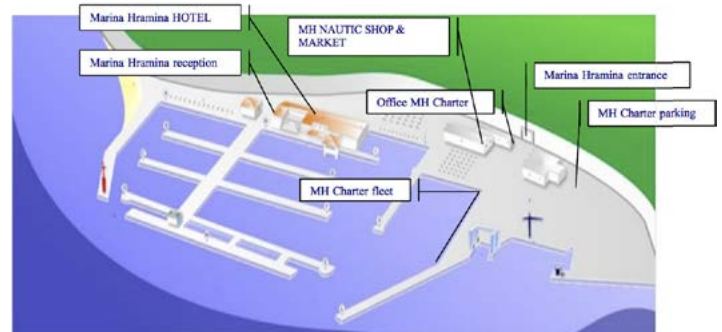 Marina Hramina HOTEL
MH NAUTIC SHOP &
MARKET
Marina Hramina reception
Marina Hramina entrance
Office MH Charter
MH Charter parking
MH Charter fleet